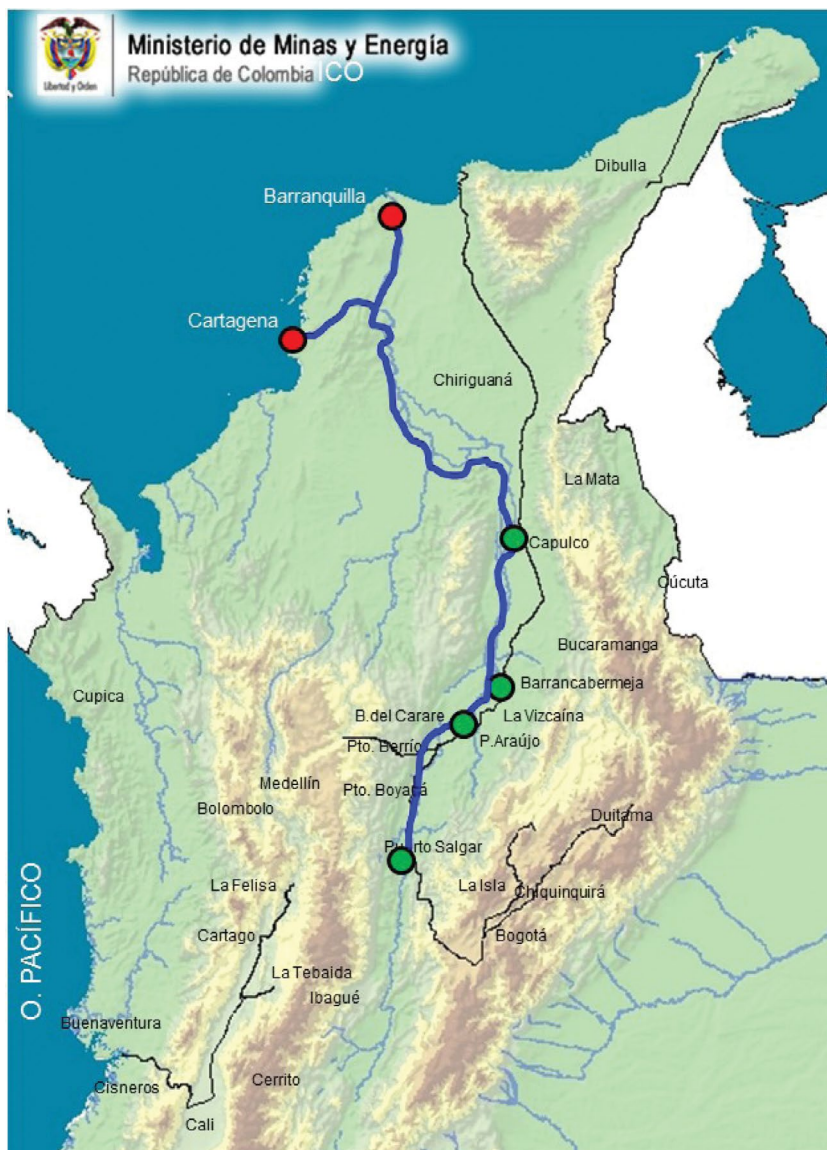 Ministerio de Minas y Energía
República de Colombia ICO
Libertad y Orden
Dibulla
Barranquilla
Cartagena
Chiriguaná
La Mata
Capulco
Cúcuta
Bucaramanga
Barrancabermeja
Cupica
B.del Carare
La Vizcaína
P.Araújo
Pto. Berrío
Medellín
Pto. Boyacá
Bolombolo
Duitama
Puerto Salgar
La Felisa
La Isla
Chiquinquirá
Cartago
Bogotá
La Tebaida
Ibagué
O. PACÍFICO
Buenaventura
Cisneros
Cerrito
Cali